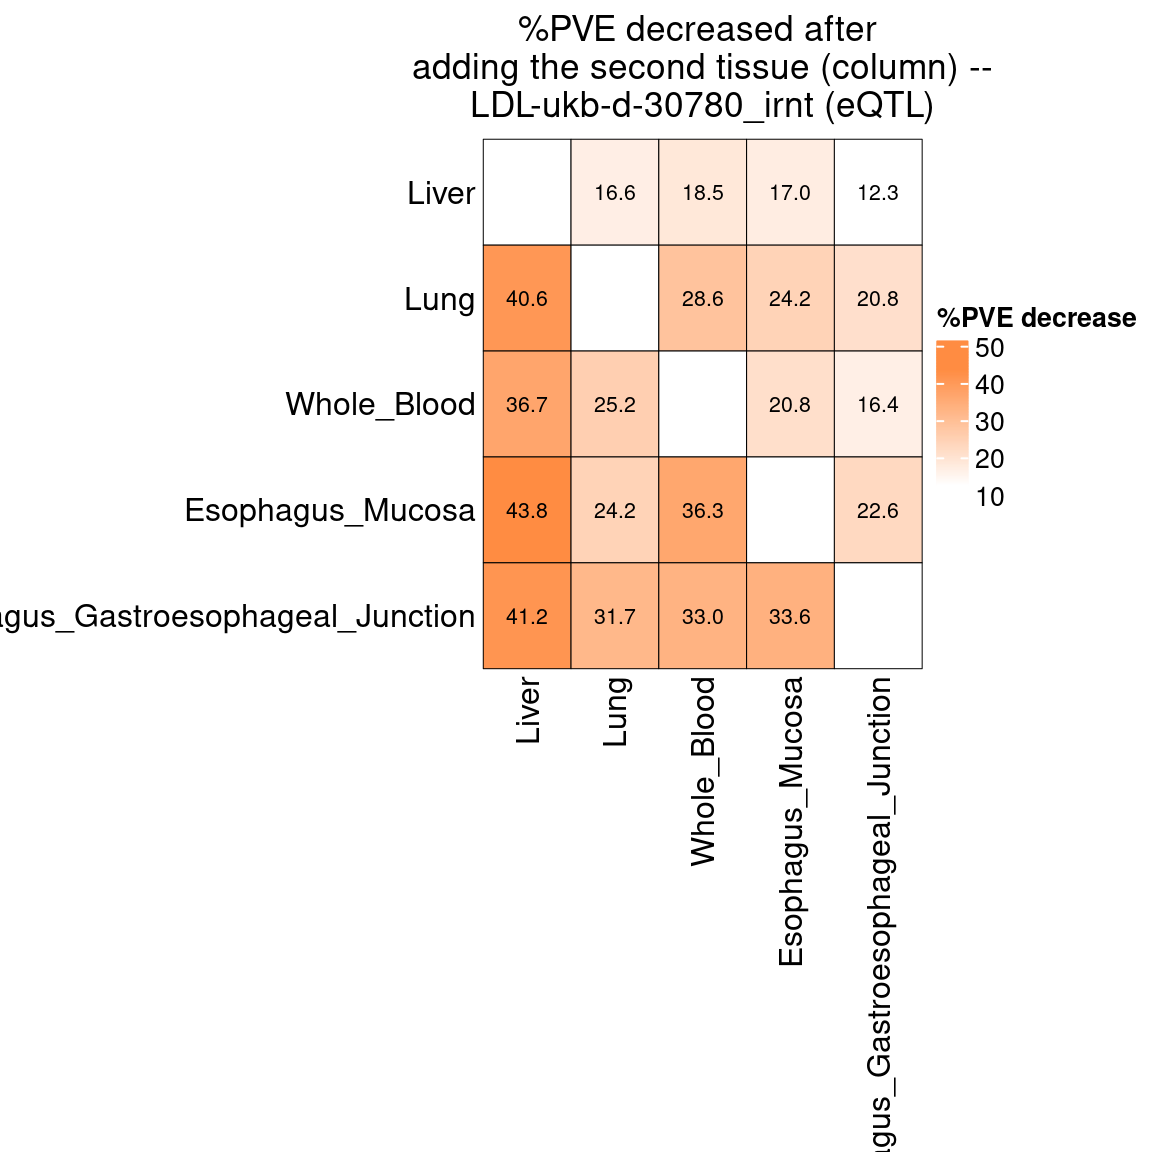 %PVE decreased after
adding the second tissue (column) --
LDL-ukb-d-30780_irnt (eQTL)
Liver 16.6 18.5 17.0 12.3
Lung 40.6 28.6 24.2 20.8
Whole_Blood 36.7 25.2 20.8 16.4
Esophagus_Mucosa 43.8 24.2 36.3 22.6
agus_Gastroesophageal_Junction 41.2 31.7 33.0 33.6
%PVE decrease
50
40
30
20
10
Liver
Lung
Whole_Blood
Esophagus_Mucosa
agus_Gastroesophageal_Junction